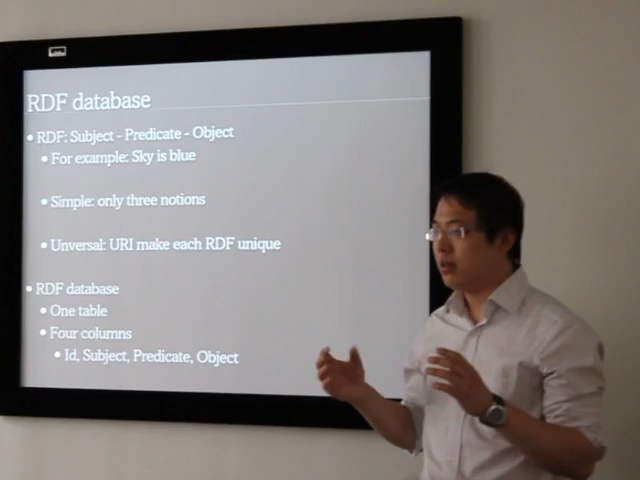 RDF database
• RDF: Subject - Predicate - Object
• For example: Sky is blue
• Simple: only three notions
• Unversal: URI make each RDF unique
• RDF database
• One table
• Four columns
• Id, Subject, Predicate, Object